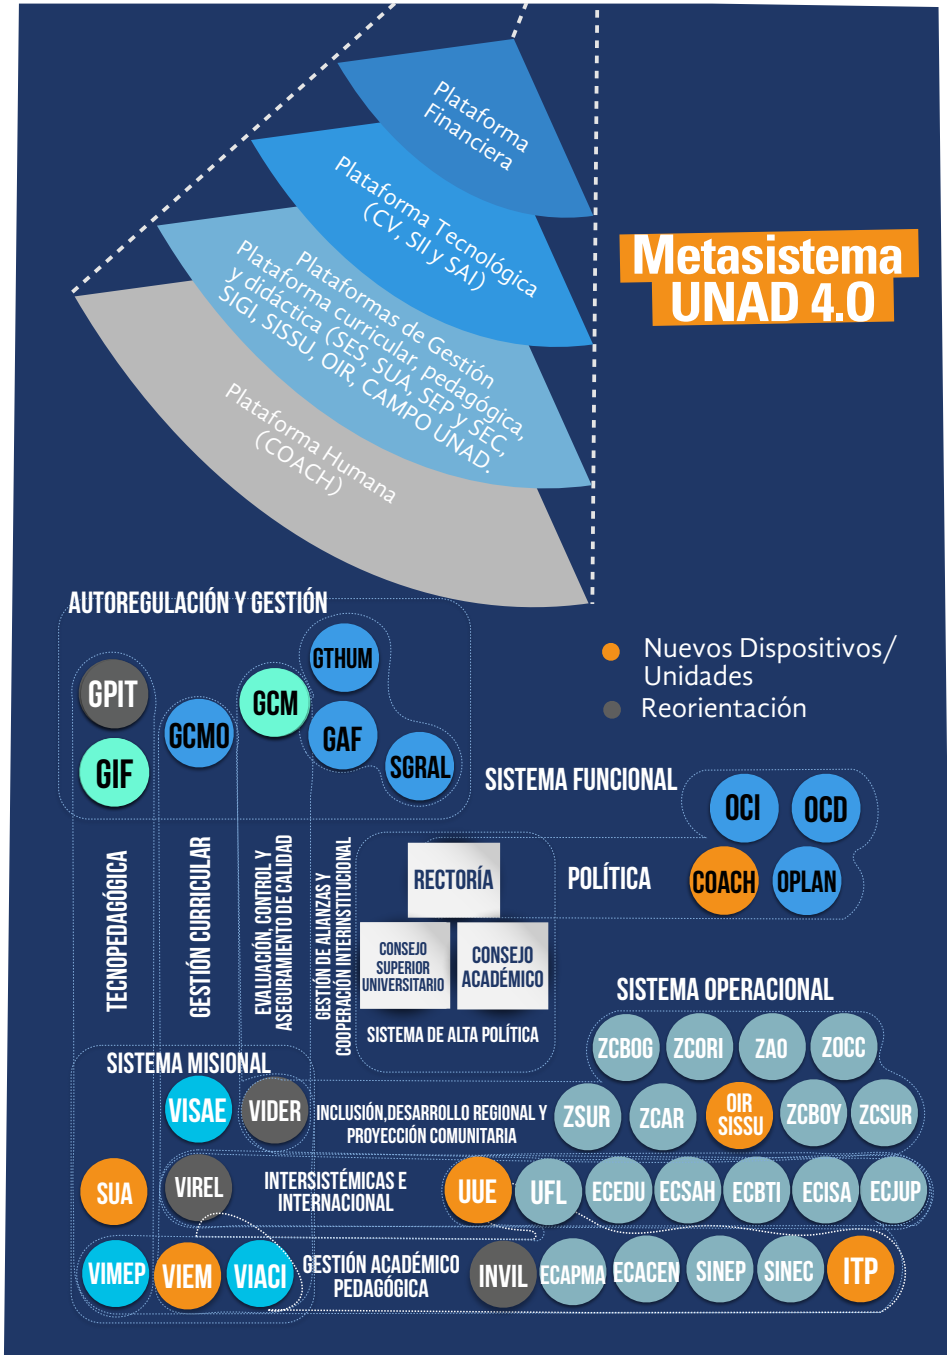 Plataforma
Financiera
Plataforma Tecnológica
(CV, SII y SAI)
Plataformas de Gestión
Plataforma curricular, pedagógica,
y didáctica (SES, SUA, SEP y SEC,
SIGI, SISSU, OIR, CAMPO UNAD.
Plataforma Humana
(COACH)
Metasistema
UNAD 4.0
AUTOREGULACIÓN Y GESTIÓN
GTHUM
GPIT
GCM
GCMO
GAF
GIF
SGRAL
Nuevos Dispositivos/
Unidades
Reorientación
SISTEMA FUNCIONAL
OCI
OCD
POLÍTICA
COACH
OPLAN
TECNOPEDAGÓGICA
GESTIÓN CURRICULAR
EVALUACIÓN, CONTROL Y
ASEGURAMIENTO DE CALIDAD
GESTIÓN DE ALIANZAS Y
COOPERACIÓN INTERINSTITUCIONAL
RECTORÍA
CONSEJO
SUPERIOR
UNIVERSITARIO
CONSEJO
ACADÉMICO
SISTEMA DE ALTA POLÍTICA
SISTEMA OPERACIONAL
ZCBOG
ZCORI
ZAO
ZOCC
SISTEMA MISIONAL
VISAE
VIDER
INCLUSIÓN,DESARROLLO REGIONAL Y
PROYECCIÓN COMUNITARIA
ZSUR
ZCAR
OIR
SISSU
ZCBOY
ZCSUR
SUA
VIREL
INTERSISTÉMICAS E
INTERNACIONAL
UUE
UFL
ECEDU
ECSAH
ECBTI
ECISA
ECJUP
VIMEP
VIEM
VIACI
GESTIÓN ACADÉMICO
PEDAGÓGICA
INVIL
ECAPMA
ECACEN
SINEP
SINEC
ITP